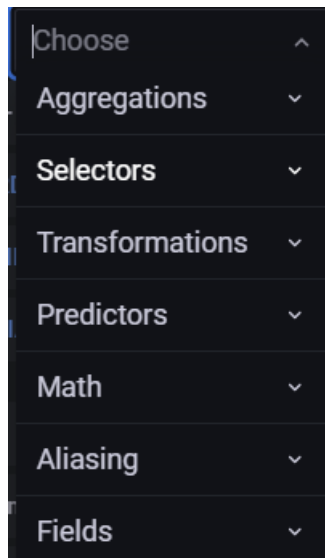 Choose
Aggregations
Selectors
Transformations
Predictors
Math
Aliasing
Fields